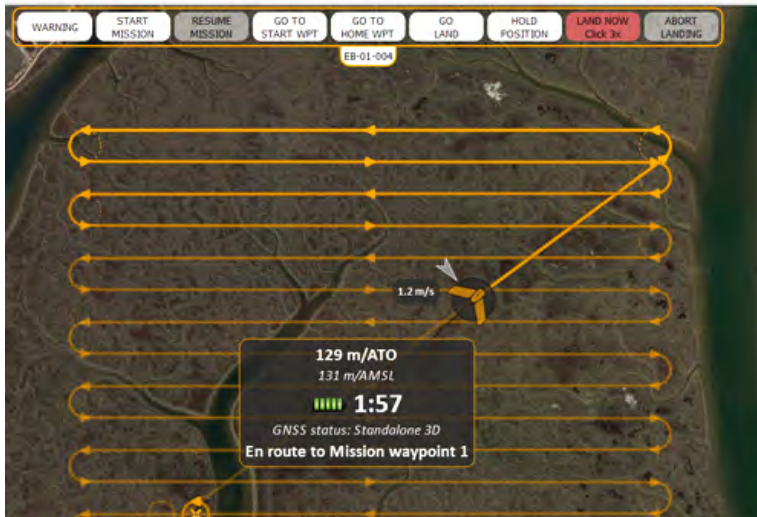 WARNING
START
MISSION
RESUME
MISSION
GO TO
START WPT
GO TO
HOME WPT
GO
LAND
HOLD
POSITION
LAND NOW
Click 3x
ABORT
LANDING
EB-01-004
1.2 m/s
129 m/ATO
131 m/AMSL
1:57
GNSS status: Standalone 3D
En route to Mission waypoint 1